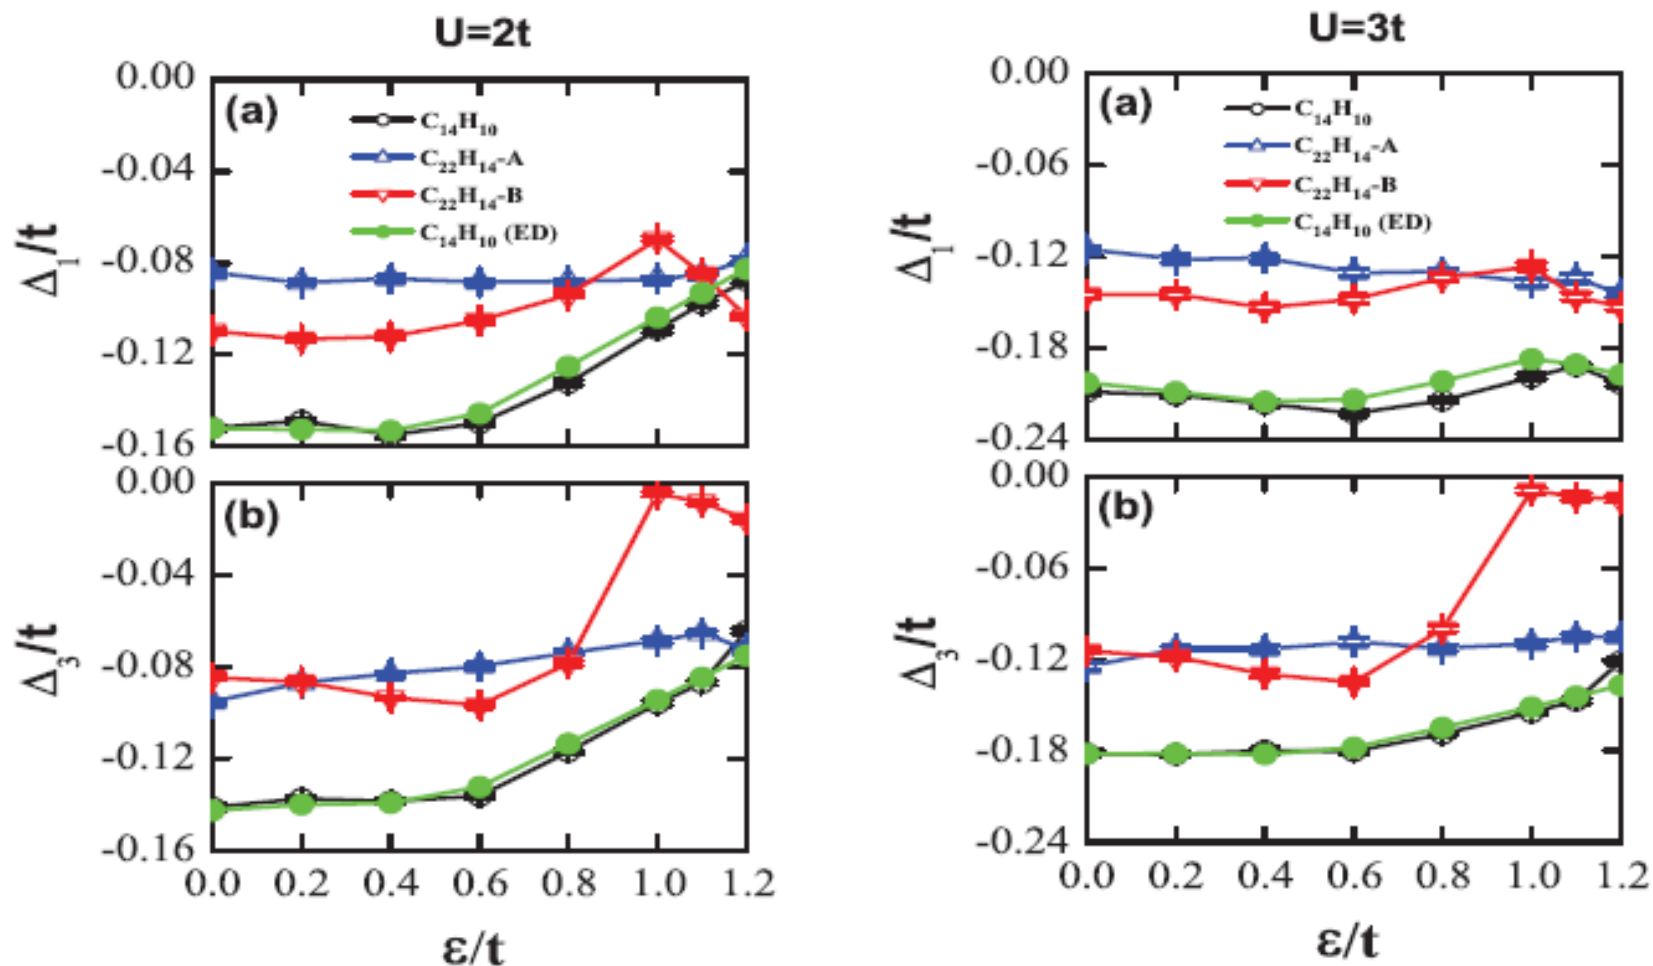 U=2t
0.00
(a)
C₁₄H₁₀
C₂₂H₁₄-A
C₂₂H₁₄-B
C₁₄H₁₀ (ED)
-0.04
-0.08
-0.12
-0.16
Δ₁/t
0.00
(b)
-0.04
-0.08
-0.12
-0.16
Δ₃/t
0.0 0.2 0.4 0.6 0.8 1.0 1.2
ε/t
U=3t
0.00
(a)
C₁₄H₁₀
C₂₂H₁₄-A
C₂₂H₁₄-B
C₁₄H₁₀ (ED)
-0.06
-0.12
-0.18
-0.24
Δ₁/t
0.00
(b)
-0.06
-0.12
-0.18
-0.24
Δ₃/t
0.0 0.2 0.4 0.6 0.8 1.0 1.2
ε/t